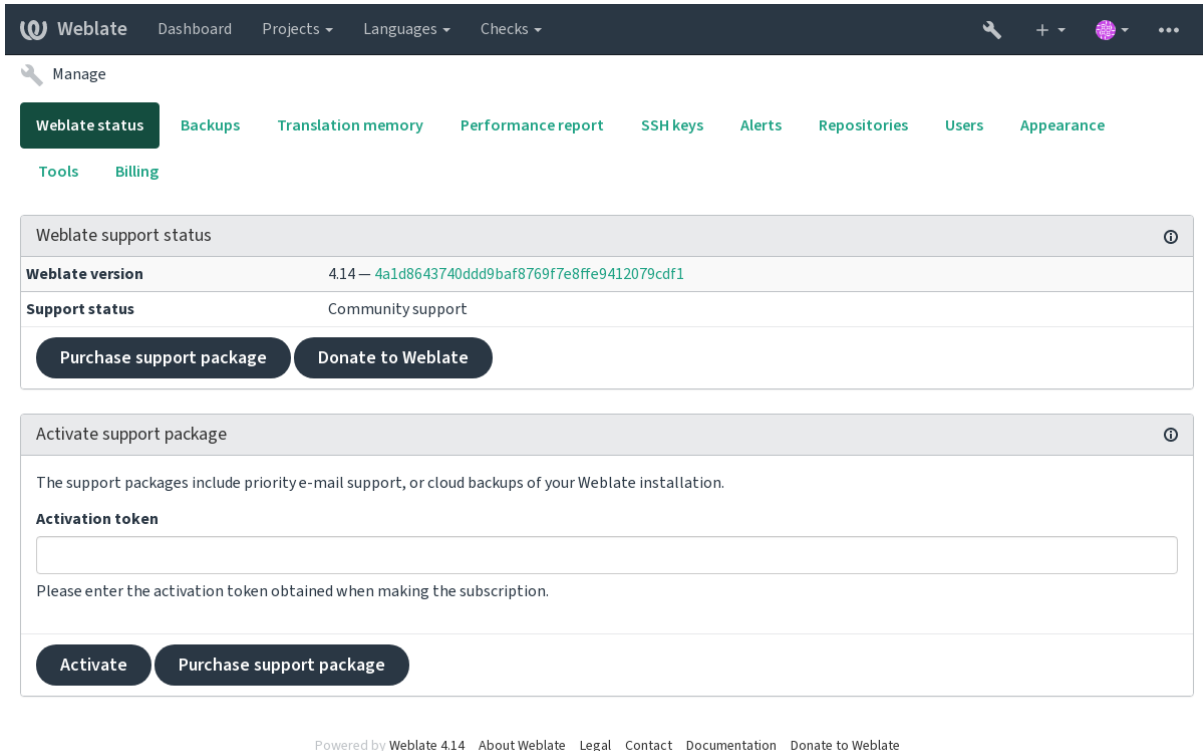 Weblate Dashboard Projects Languages Checks
Manage
Weblate status Backups Translation memory Performance report SSH keys Alerts Repositories Users Appearance
Tools Billing
Weblate support status
Weblate version 4.14 — 4a1d8643740ddd9baf8769f7e8ffe9412079cdf1
Support status Community support
Purchase support package Donate to Weblate
Activate support package
The support packages include priority e-mail support, or cloud backups of your Weblate installation.
Activation token
Please enter the activation token obtained when making the subscription.
Activate Purchase support package
Powered by Weblate 4.14 About Weblate Legal Contact Documentation Donate to Weblate